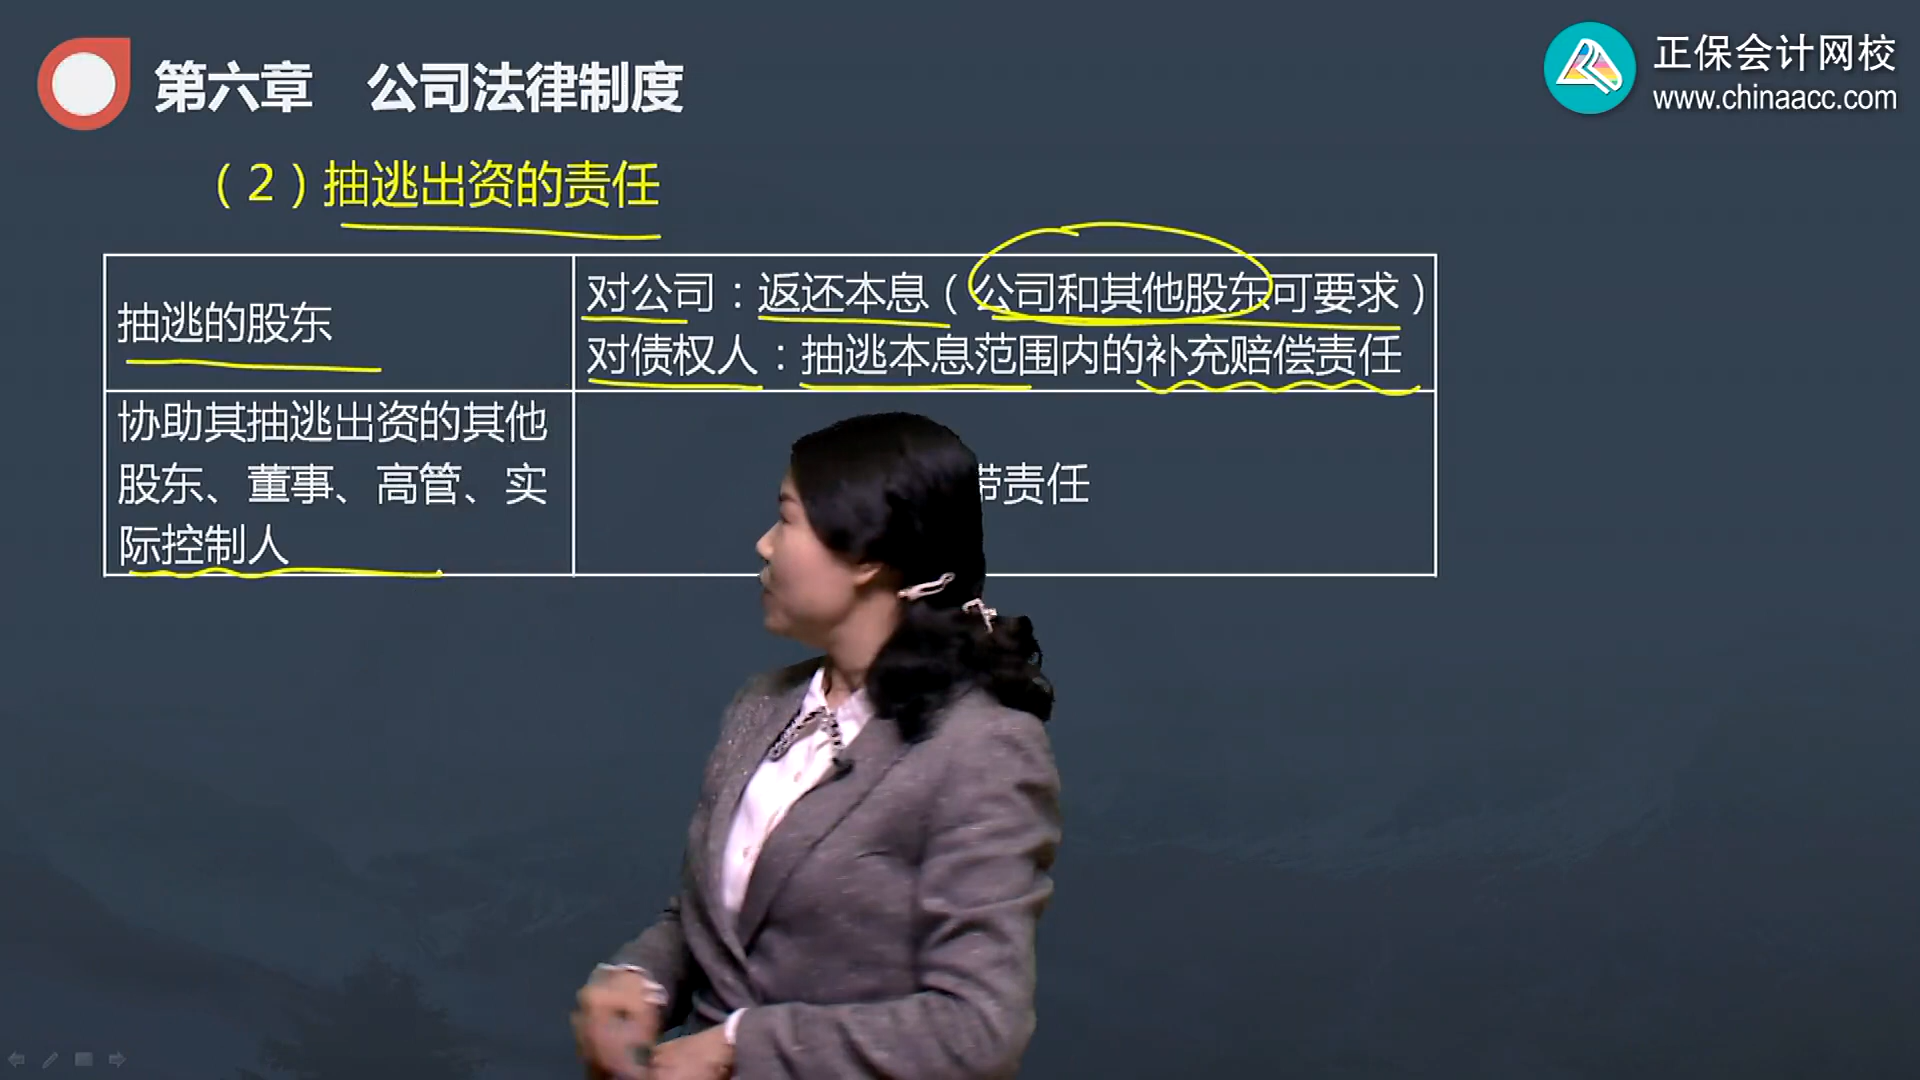 第六章 公司法律制度
正保会计网校
www.chinaacc.com
（2）抽逃出资的责任
抽逃的股东
对公司：返还本息（公司和其他股东可要求）
对债权人：抽逃本息范围内的补充赔偿责任
协助其抽逃出资的其他
股东、董事、高管、实
际控制人
带责任